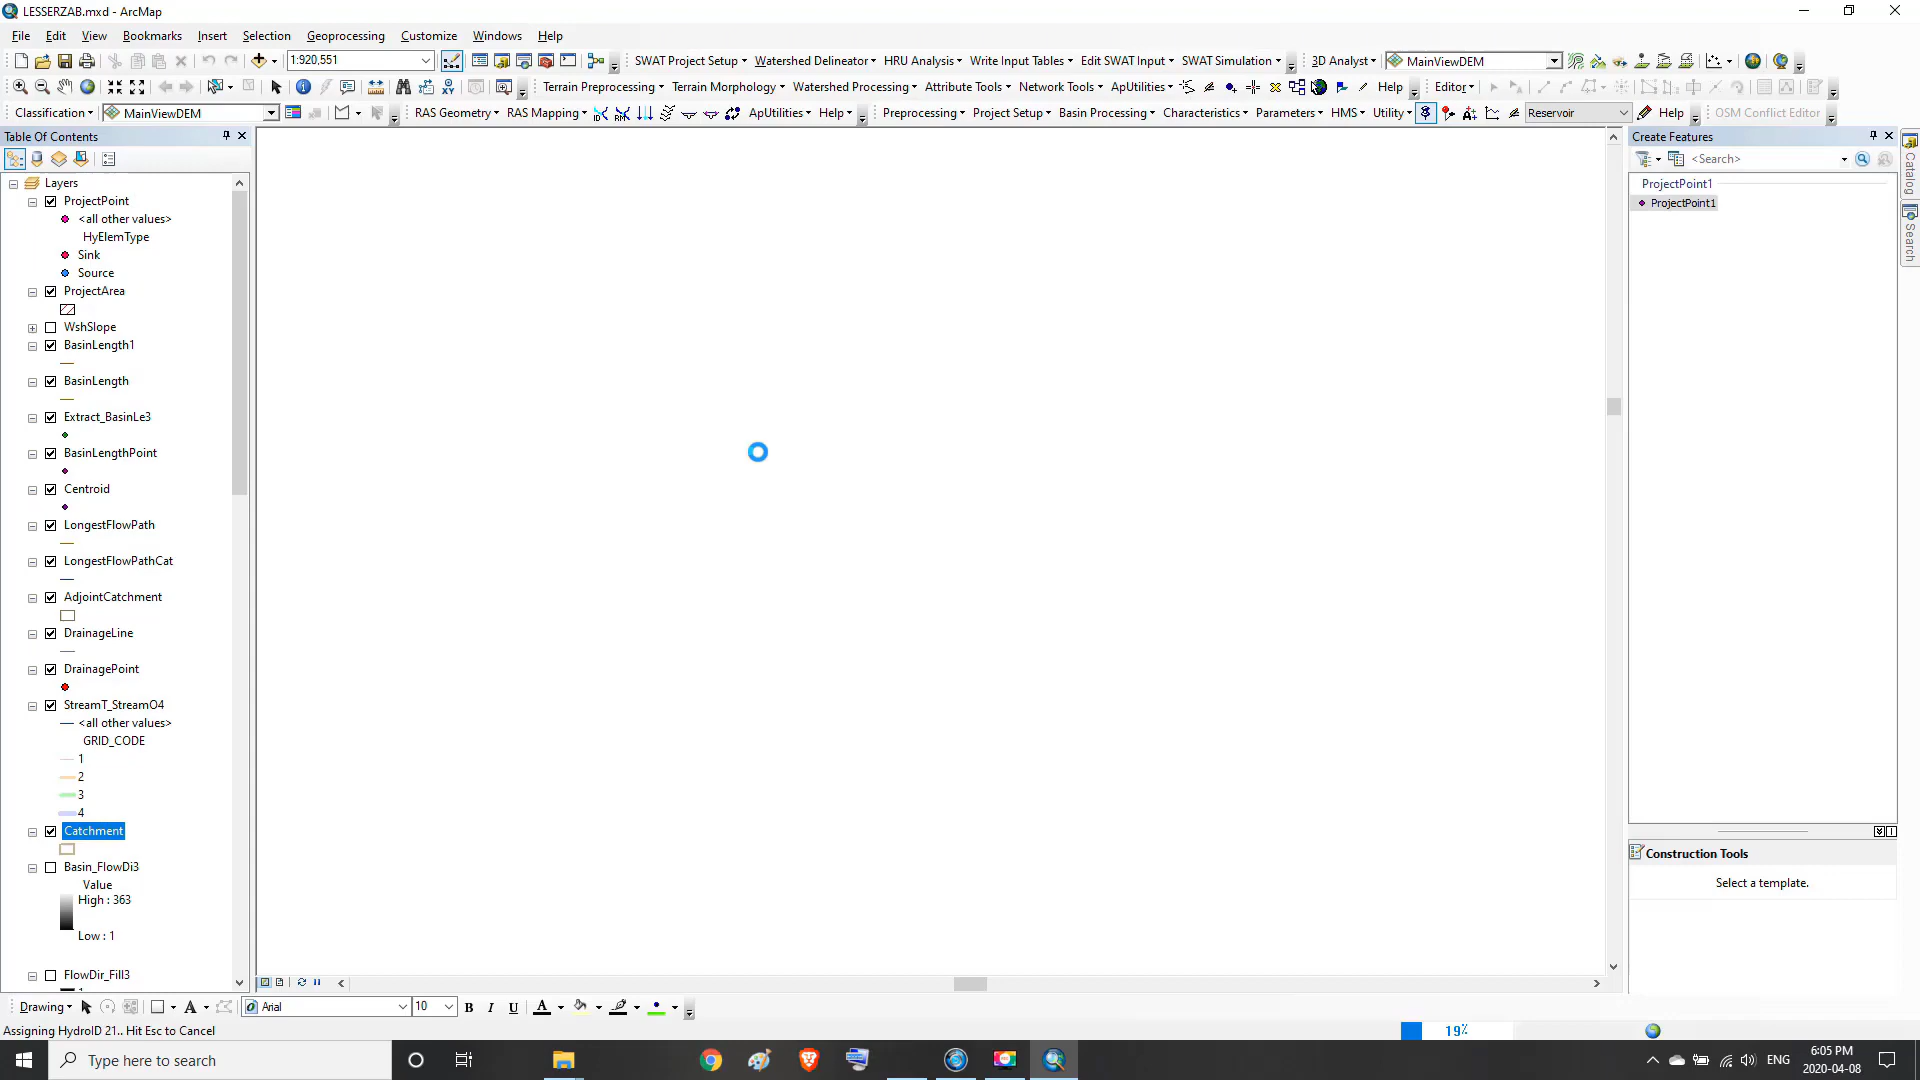 LESSERZAB.mxd - ArcMap
File Edit View Bookmarks Insert Selection Geoprocessing Customize Windows Help
1:920,551 SWAT Project Setup Watershed Delineator HRU Analysis Write Input Tables Edit SWAT Input SWAT Simulation 3D Analyst MainViewDEM
Terrain Preprocessing Terrain Morphology Watershed Processing Attribute Tools Network Tools ApUtilities Help Editor
Classification MainViewDEM RAS Geometry RAS Mapping ApUtilities Help Preprocessing Project Setup Basin Processing Characteristics Parameters HMS Utility Reservoir Help OSM Conflict Editor
Table Of Contents
Layers
ProjectPoint
<all other values>
HyElemType
Sink
Source
ProjectArea
WshSlope
BasinLength1
BasinLength
Extract_BasinLe3
BasinLengthPoint
Centroid
LongestFlowPath
LongestFlowPathCat
AdjointCatchment
DrainageLine
DrainagePoint
StreamT_StreamO4
<all other values>
GRID_CODE
1
2
3
4
Catchment
Basin_FlowDi3
Value
High : 363
Low : 1
FlowDir_Fill3
Create Features
<Search>
ProjectPoint1
ProjectPoint1
Construction Tools
Select a template.
Catalog
Search
Drawing A Arial 10 B I U A
Assigning HydroID 21.. Hit Esc to Cancel
19%
Type here to search
ENG
6:05 PM
2020-04-08